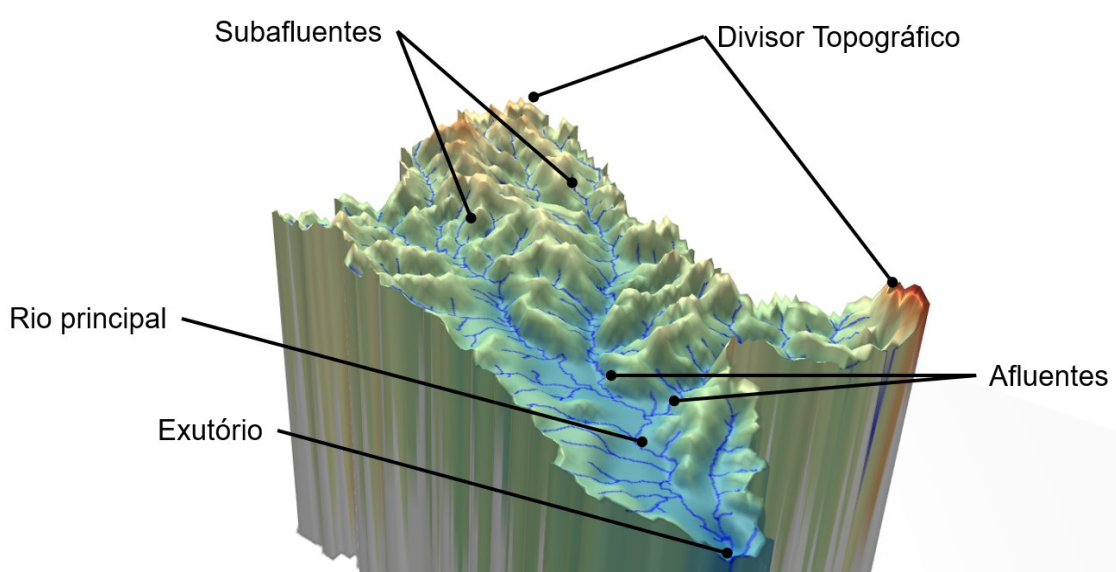 Subafluentes
Divisor Topográfico
Rio principal
Afluentes
Exutório